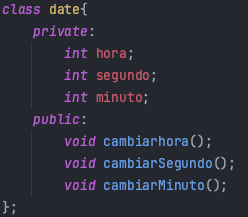 class date{
    private:
        int hora;
        int segundo;
        int minuto;
    public:
        void cambiarhora();
        void cambiarSegundo();
        void cambiarMinuto();
};